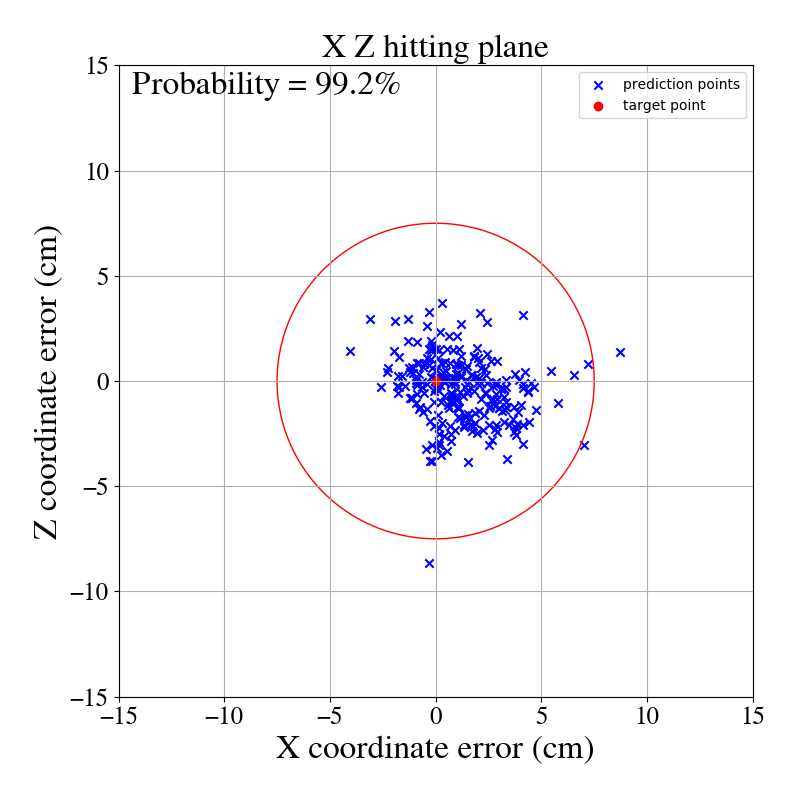 X Z hitting plane
Probability = 99.2%
prediction points
target point
15
10
5
0
−5
−10
−15
−15
−10
−5
0
5
10
15
Z coordinate error (cm)
X coordinate error (cm)